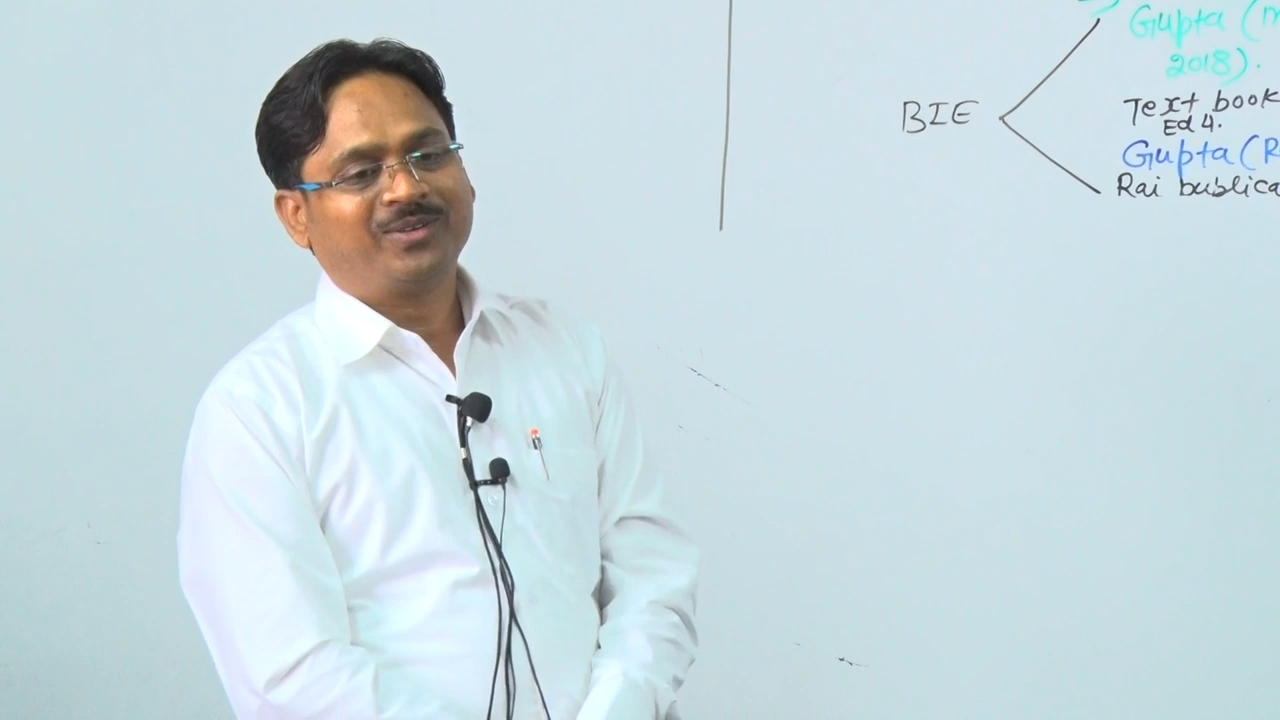 Gupta (
2018).
BIE
Text book
Ed 4.
Gupta (R
Rai bublica